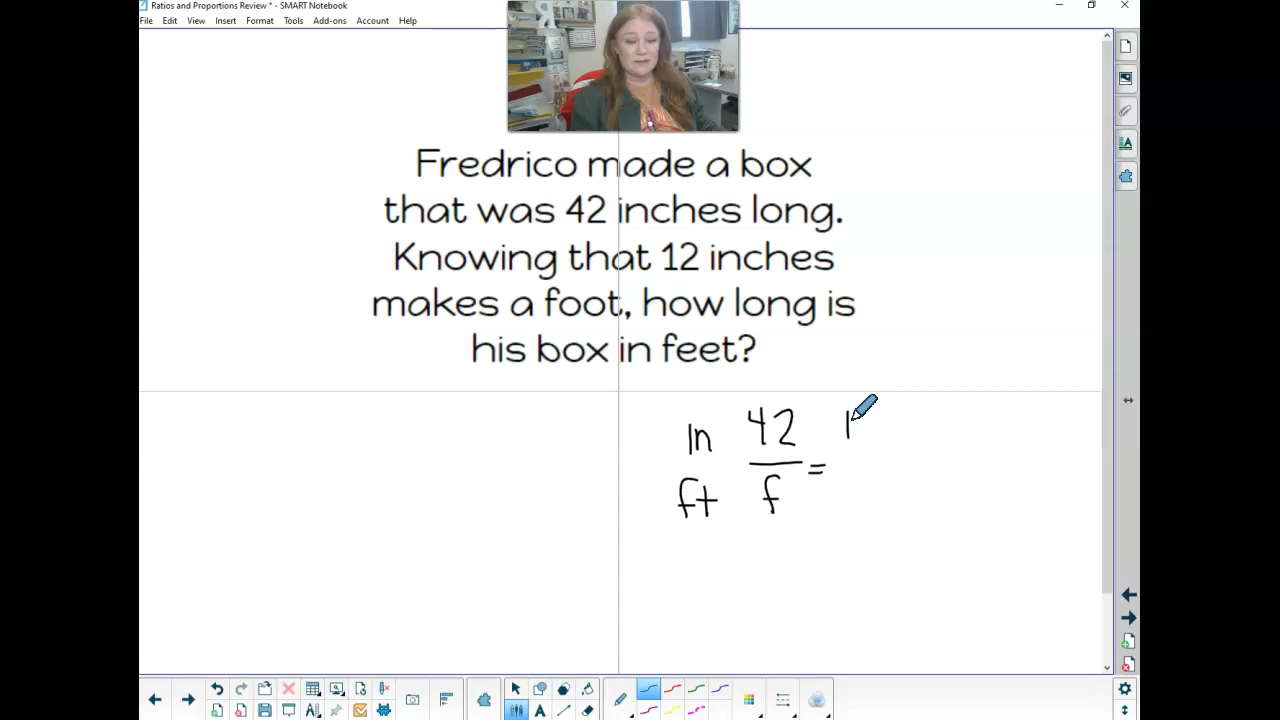 Ratios and Proportions Review * - SMART Notebook
File Edit View Insert Format Tools Add-ons Account Help
Fredrico made a box
that was 42 inches long.
Knowing that 12 inches
makes a foot, how long is
his box in feet?
in 42 1
=
ft f